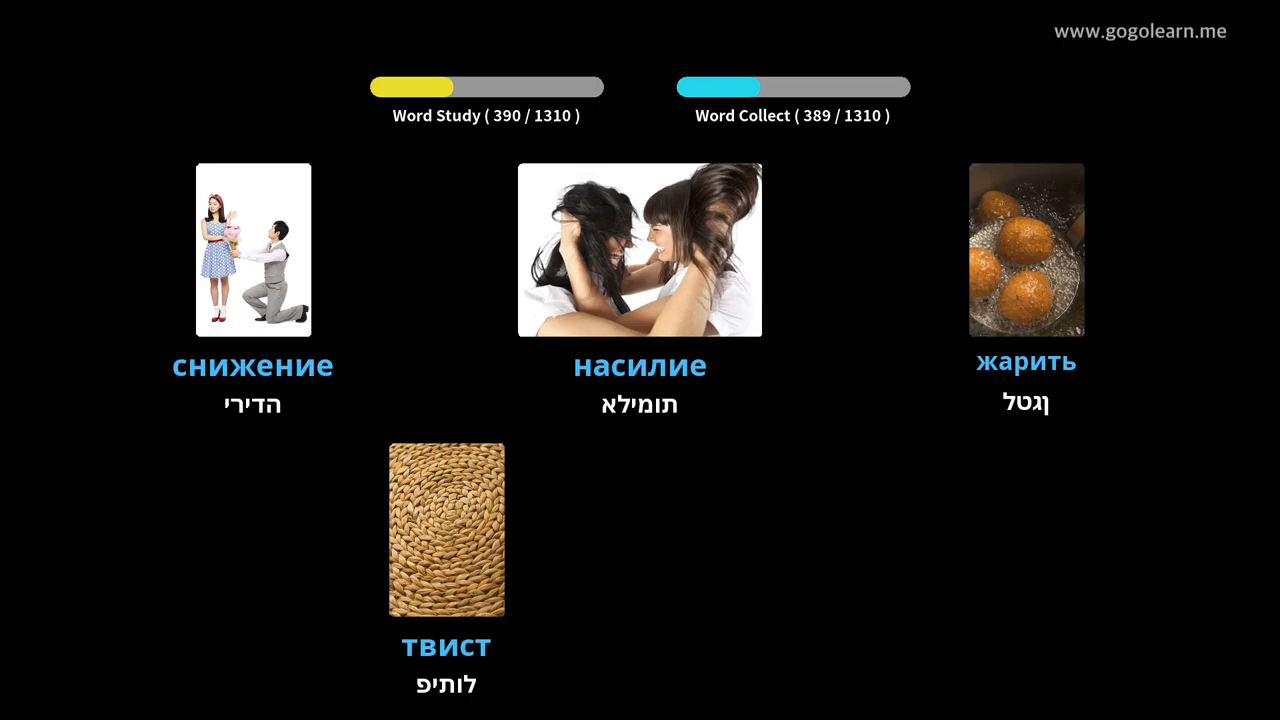 www.gogolearn.me
Word Study ( 390 / 1310 )
Word Collect ( 389 / 1310 )
снижение
הדירי
насилие
תומילא
жарить
ןגטל
твист
לותיפ